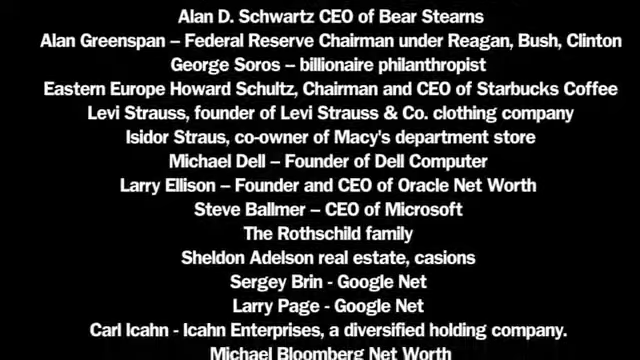 Alan D. Schwartz CEO of Bear Stearns
Alan Greenspan – Federal Reserve Chairman under Reagan, Bush, Clinton
George Soros -- billionaire philanthropist
Eastern Europe Howard Schultz, Chairman and CEO of Starbucks Coffee
Levi Strauss, founder of Levi Strauss & Co. clothing company
Isidor Straus, co-owner of Macy's department store
Michael Dell – Founder of Dell Computer
Larry Ellison – Founder and CEO of Oracle Net Worth
Steve Ballmer – CEO of Microsoft
The Rothschild family
Sheldon Adelson real estate, casions
Sergey Brin - Google Net
Larry Page - Google Net
Carl Icahn - Icahn Enterprises, a diversified holding company.
Michael Bloomberg Net Worth